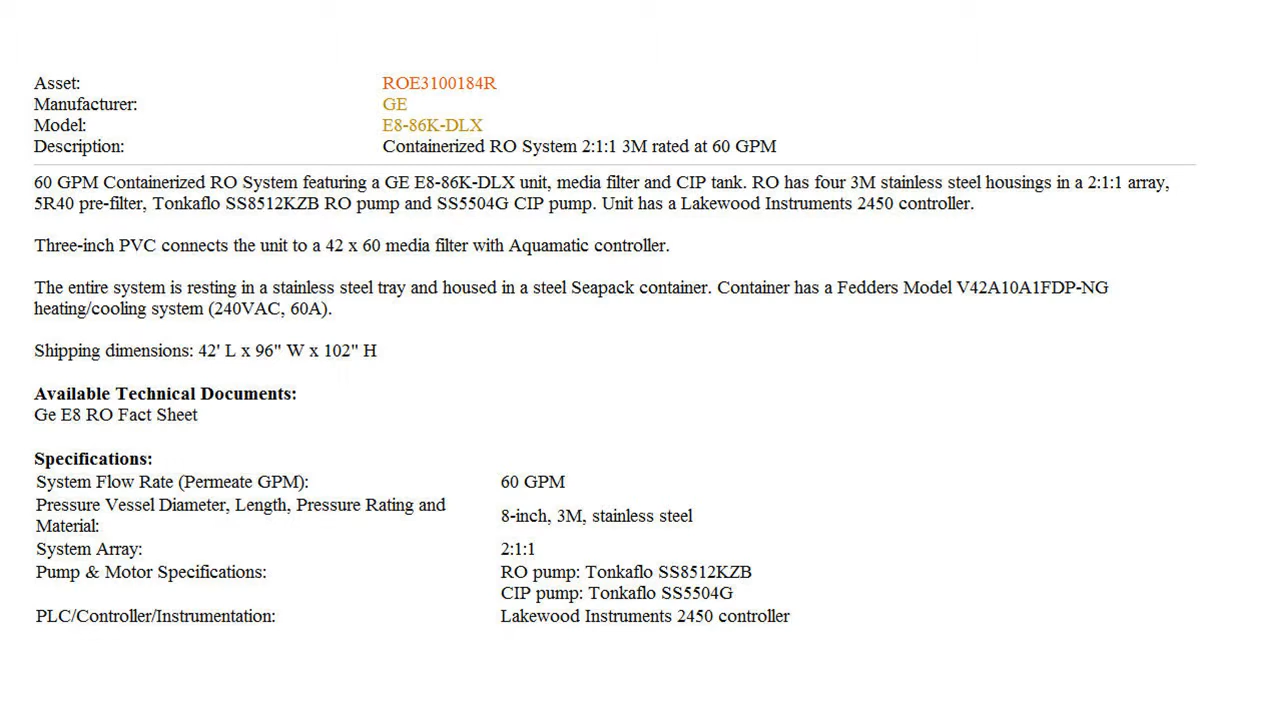 Asset: ROE3100184R
Manufacturer: GE
Model: E8-86K-DLX
Description: Containerized RO System 2:1:1 3M rated at 60 GPM
60 GPM Containerized RO System featuring a GE E8-86K-DLX unit, media filter and CIP tank. RO has four 3M stainless steel housings in a 2:1:1 array,
5R40 pre-filter, Tonkaflo SS8512KZB RO pump and SS5504G CIP pump. Unit has a Lakewood Instruments 2450 controller.
Three-inch PVC connects the unit to a 42 x 60 media filter with Aquamatic controller.
The entire system is resting in a stainless steel tray and housed in a steel Seapack container. Container has a Fedders Model V42A10A1FDP-NG
heating/cooling system (240VAC, 60A).
Shipping dimensions: 42' L x 96" W x 102" H
Available Technical Documents:
Ge E8 RO Fact Sheet
Specifications:
System Flow Rate (Permeate GPM): 60 GPM
Pressure Vessel Diameter, Length, Pressure Rating and
Material: 8-inch, 3M, stainless steel
System Array: 2:1:1
Pump & Motor Specifications: RO pump: Tonkaflo SS8512KZB
CIP pump: Tonkaflo SS5504G
PLC/Controller/Instrumentation: Lakewood Instruments 2450 controller